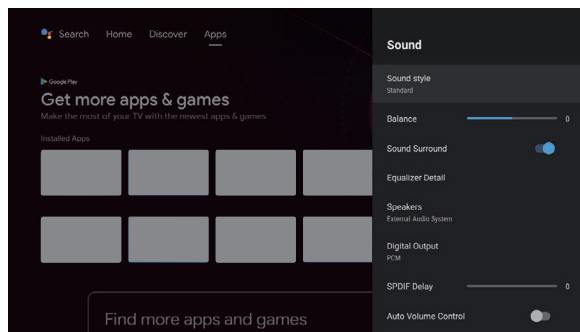 Search Home Discover Apps
Google Play
Get more apps & games
Make the most of your TV with the newest apps & games
Installed Apps
Find more apps and games
Sound
Sound style
Standard
Balance 0
Sound Surround
Equalizer Detail
Speakers
External Audio System
Digital Output
PCM
SPDIF Delay 0
Auto Volume Control